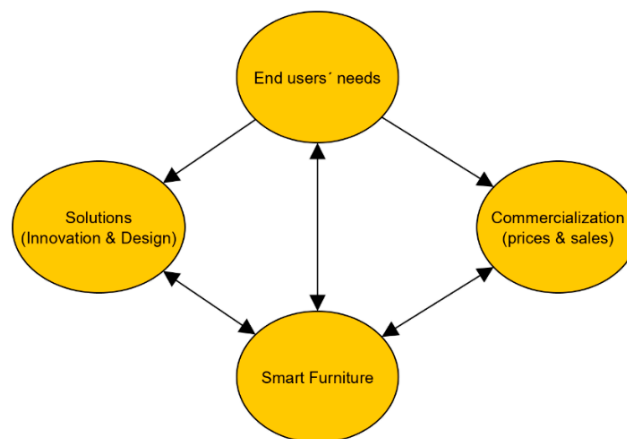 End users´ needs
Solutions
(Innovation & Design)
Commercialization
(prices & sales)
Smart Furniture